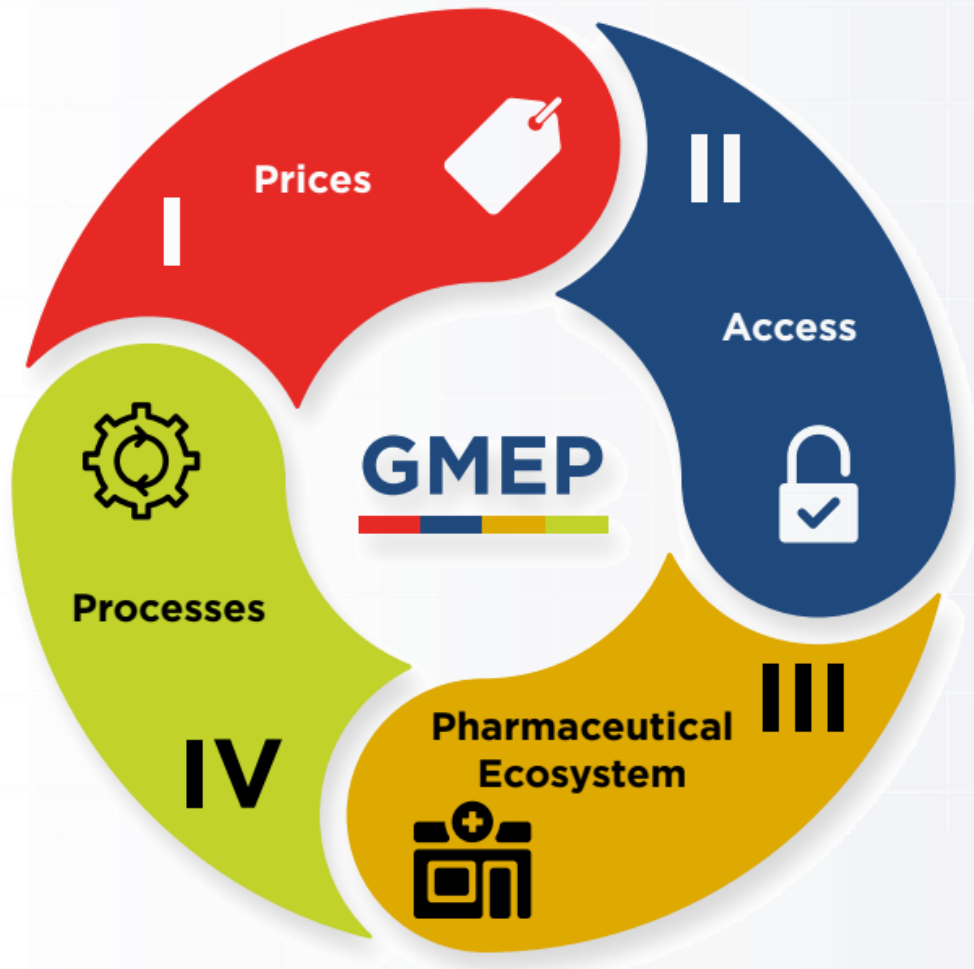 I
Prices
II
Access
GMEP
III
Pharmaceutical
Ecosystem
Processes
IV